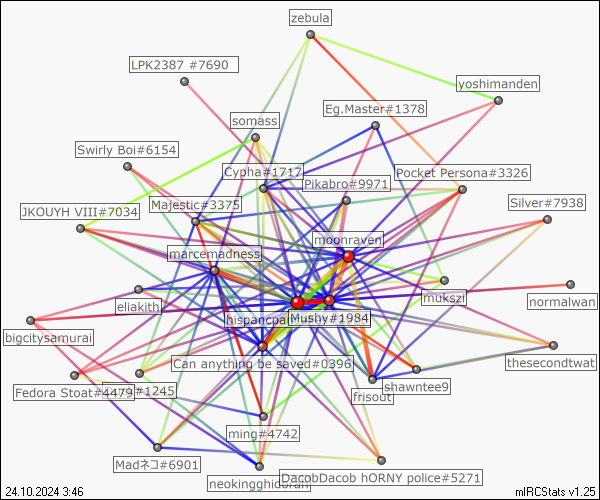 zebula
LPK2387 #7690
yoshimanden
Eg.Master#1378
somass
Swirly Boi#6154
Cypha#1717
Pocket Persona#3326
Pikabro#9971
Majestic#3375
Silver#7938
JKOUYH VIII#7034
moonraven
marcemadness
eliakith
mukszi
normalwan
hispancpa
Mushy#1984
bigcitysamurai
Can anything be saved#0396
thesecondtwat
shawntee9
Fedora Stoat#4479
#1245
frisout
ming#4742
Madネコ#6901
neokingghidorah
DacobDacob hORNY police#5271
24.10.2024 3:46
mIRCStats v1.25